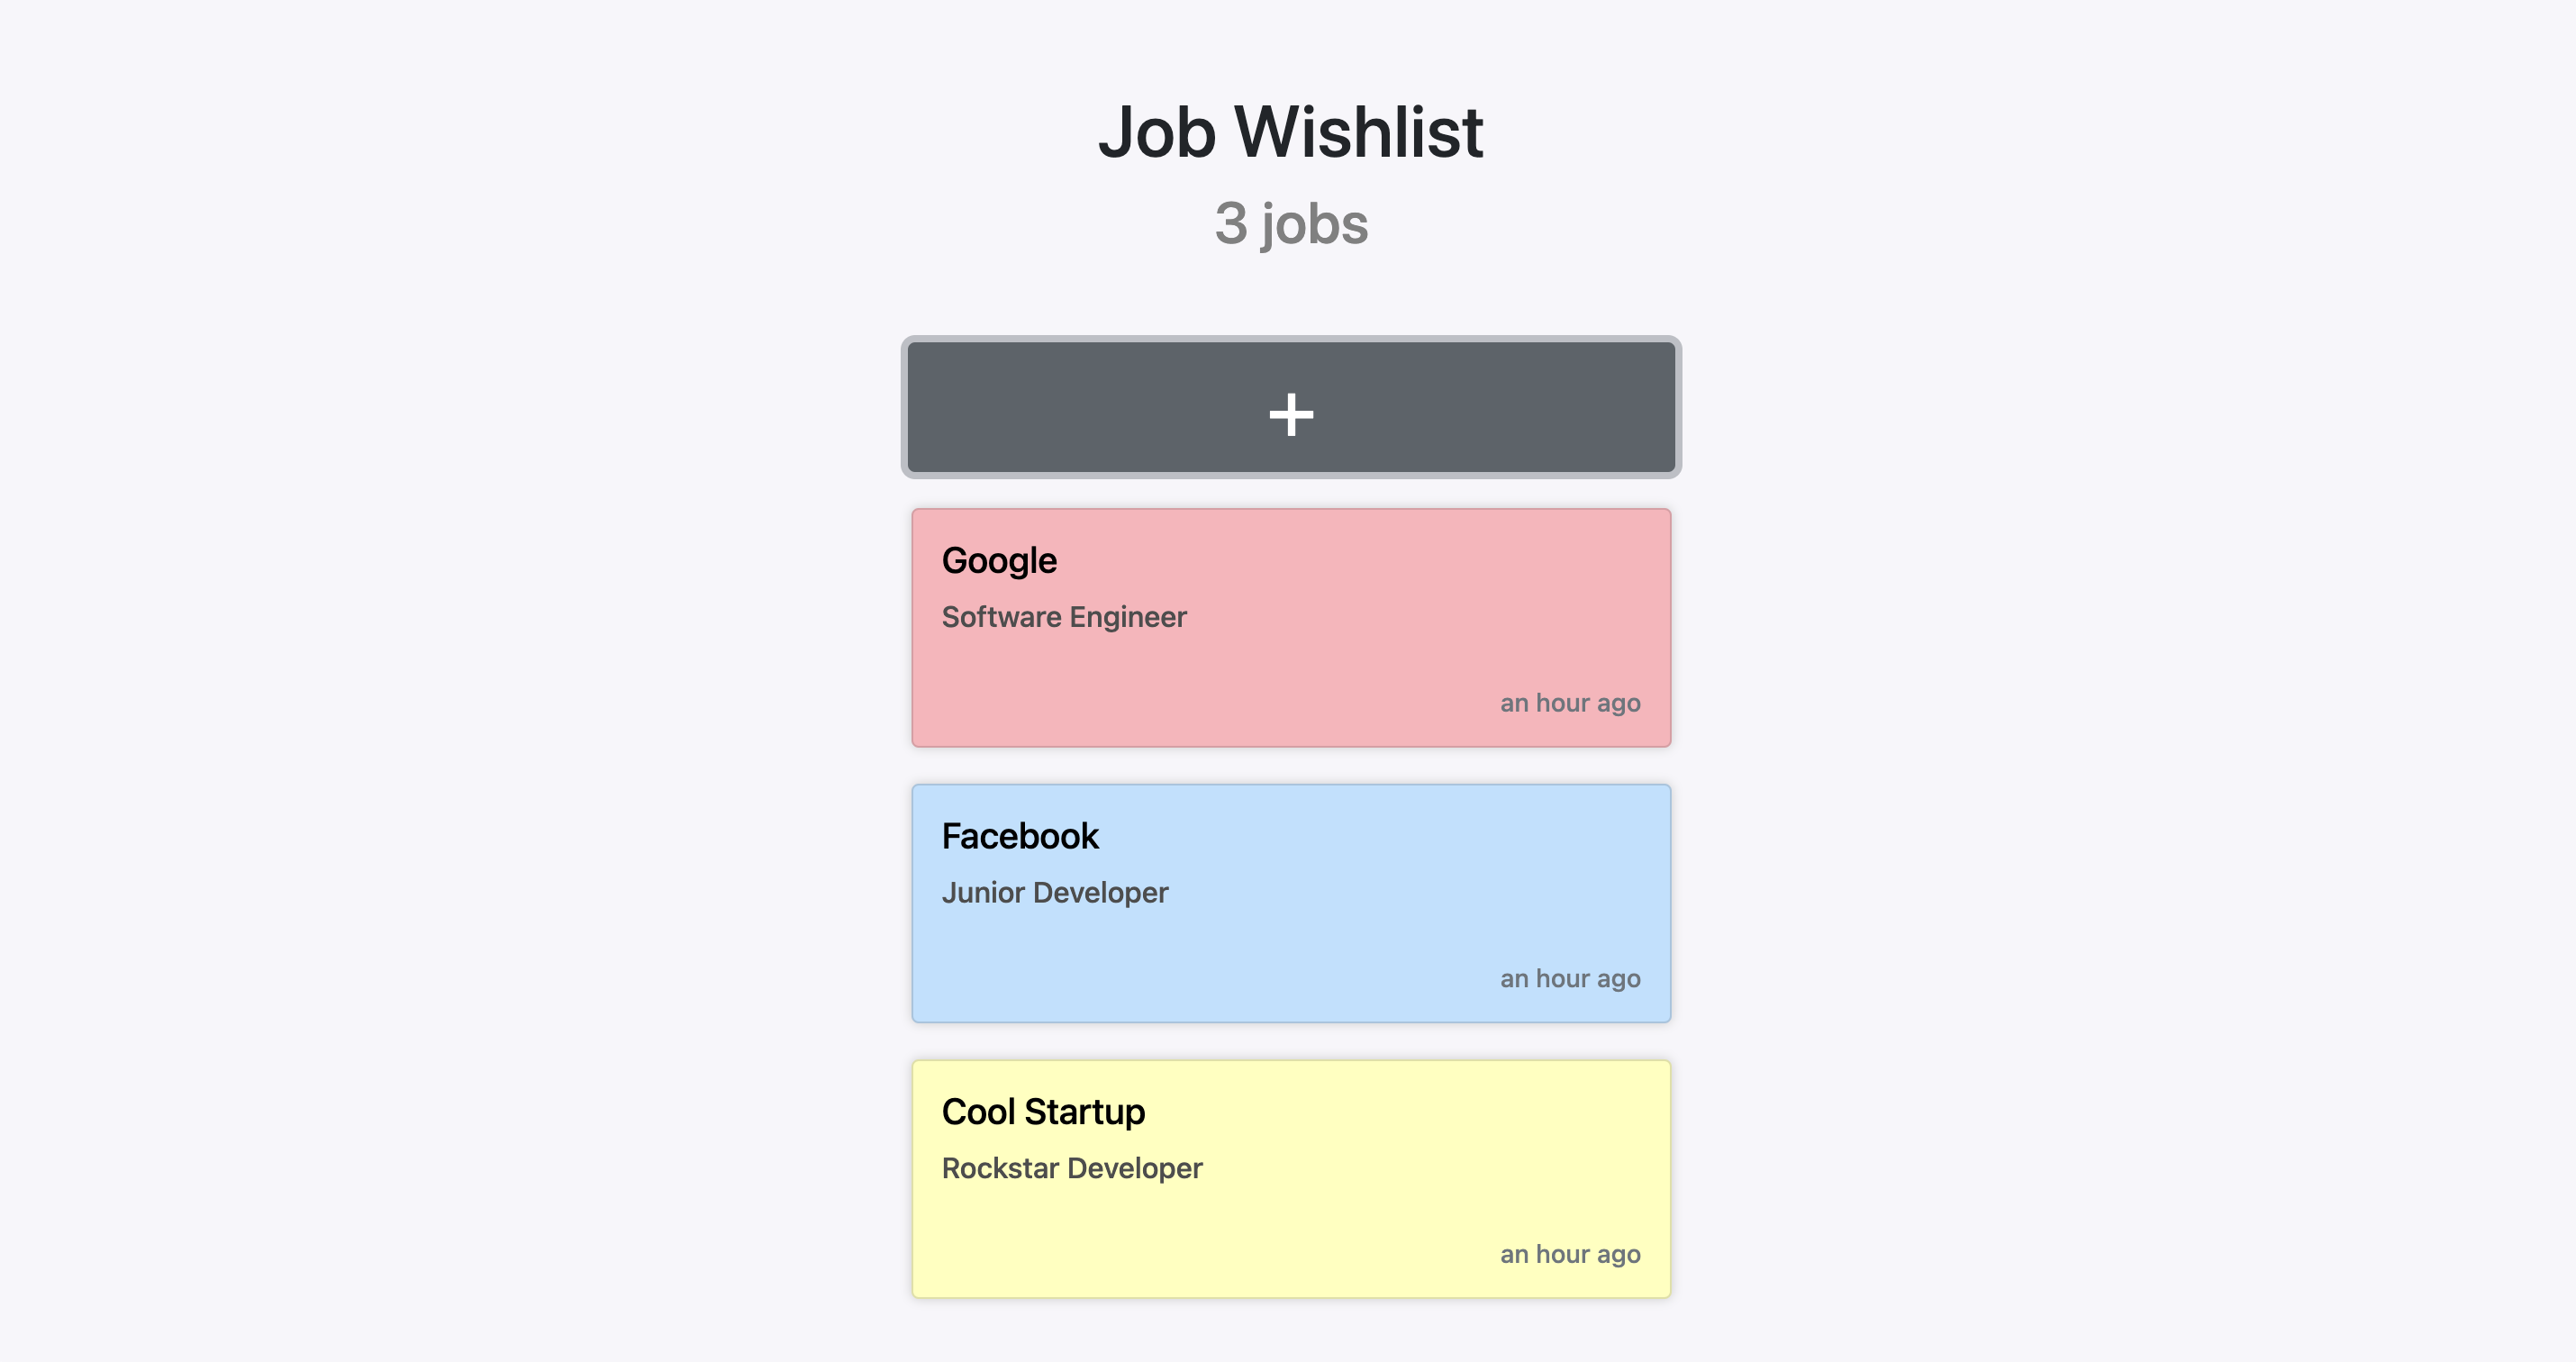 Job Wishlist
3 jobs
+
Google
Software Engineer
an hour ago
Facebook
Junior Developer
an hour ago
Cool Startup
Rockstar Developer
an hour ago